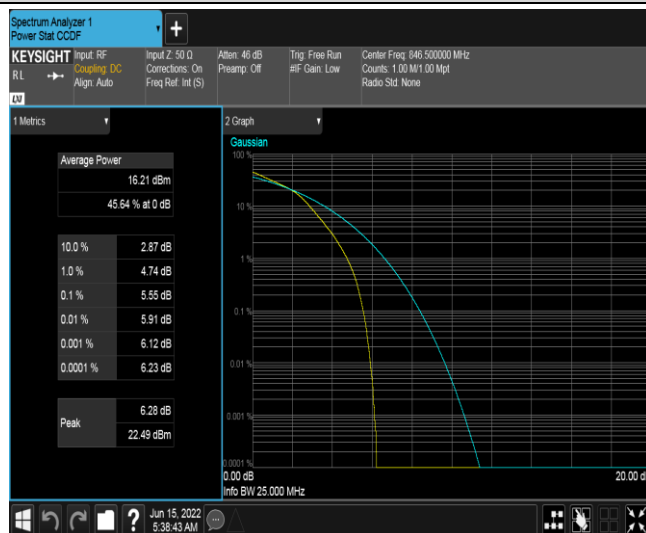 Spectrum Analyzer 1
Power Stat CCDF
KEYSIGHT
RL
LXI
Input: RF
Coupling: DC
Align: Auto
Input Z: 50 Ω
Corrections: On
Freq Ref: Int (S)
Atten: 46 dB
Preamp: Off
Trig: Free Run
#IF Gain: Low
Center Freq: 846.500000 MHz
Counts: 1.00 M/1.00 Mpt
Radio Std: None
1 Metrics
Average Power
16.21 dBm
45.64 % at 0 dB
10.0 % 2.87 dB
1.0 % 4.74 dB
0.1 % 5.55 dB
0.01 % 5.91 dB
0.001 % 6.12 dB
0.0001 % 6.23 dB
Peak
6.28 dB
22.49 dBm
2 Graph
Gaussian
100 %
10 %
1 %
0.1 %
0.01 %
0.001 %
0.0001 %
0.00 dB
20.00 d
Info BW 25.000 MHz
?
Jun 15, 2022
5:38:43 AM